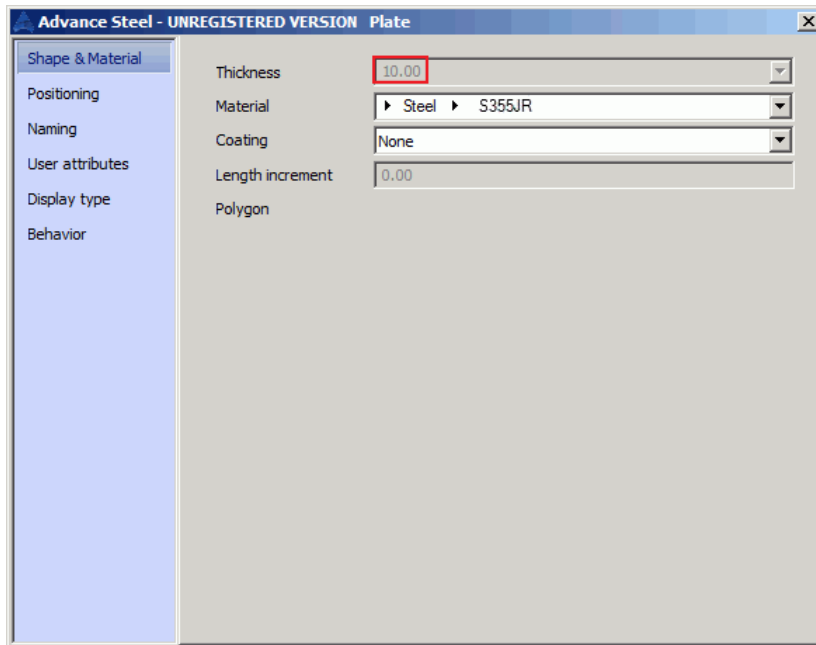 Advance Steel - UNREGISTERED VERSION Plate
Shape & Material
Positioning
Naming
User attributes
Display type
Behavior
Thickness 10.00
Material Steel S355JR
Coating None
Length increment 0.00
Polygon